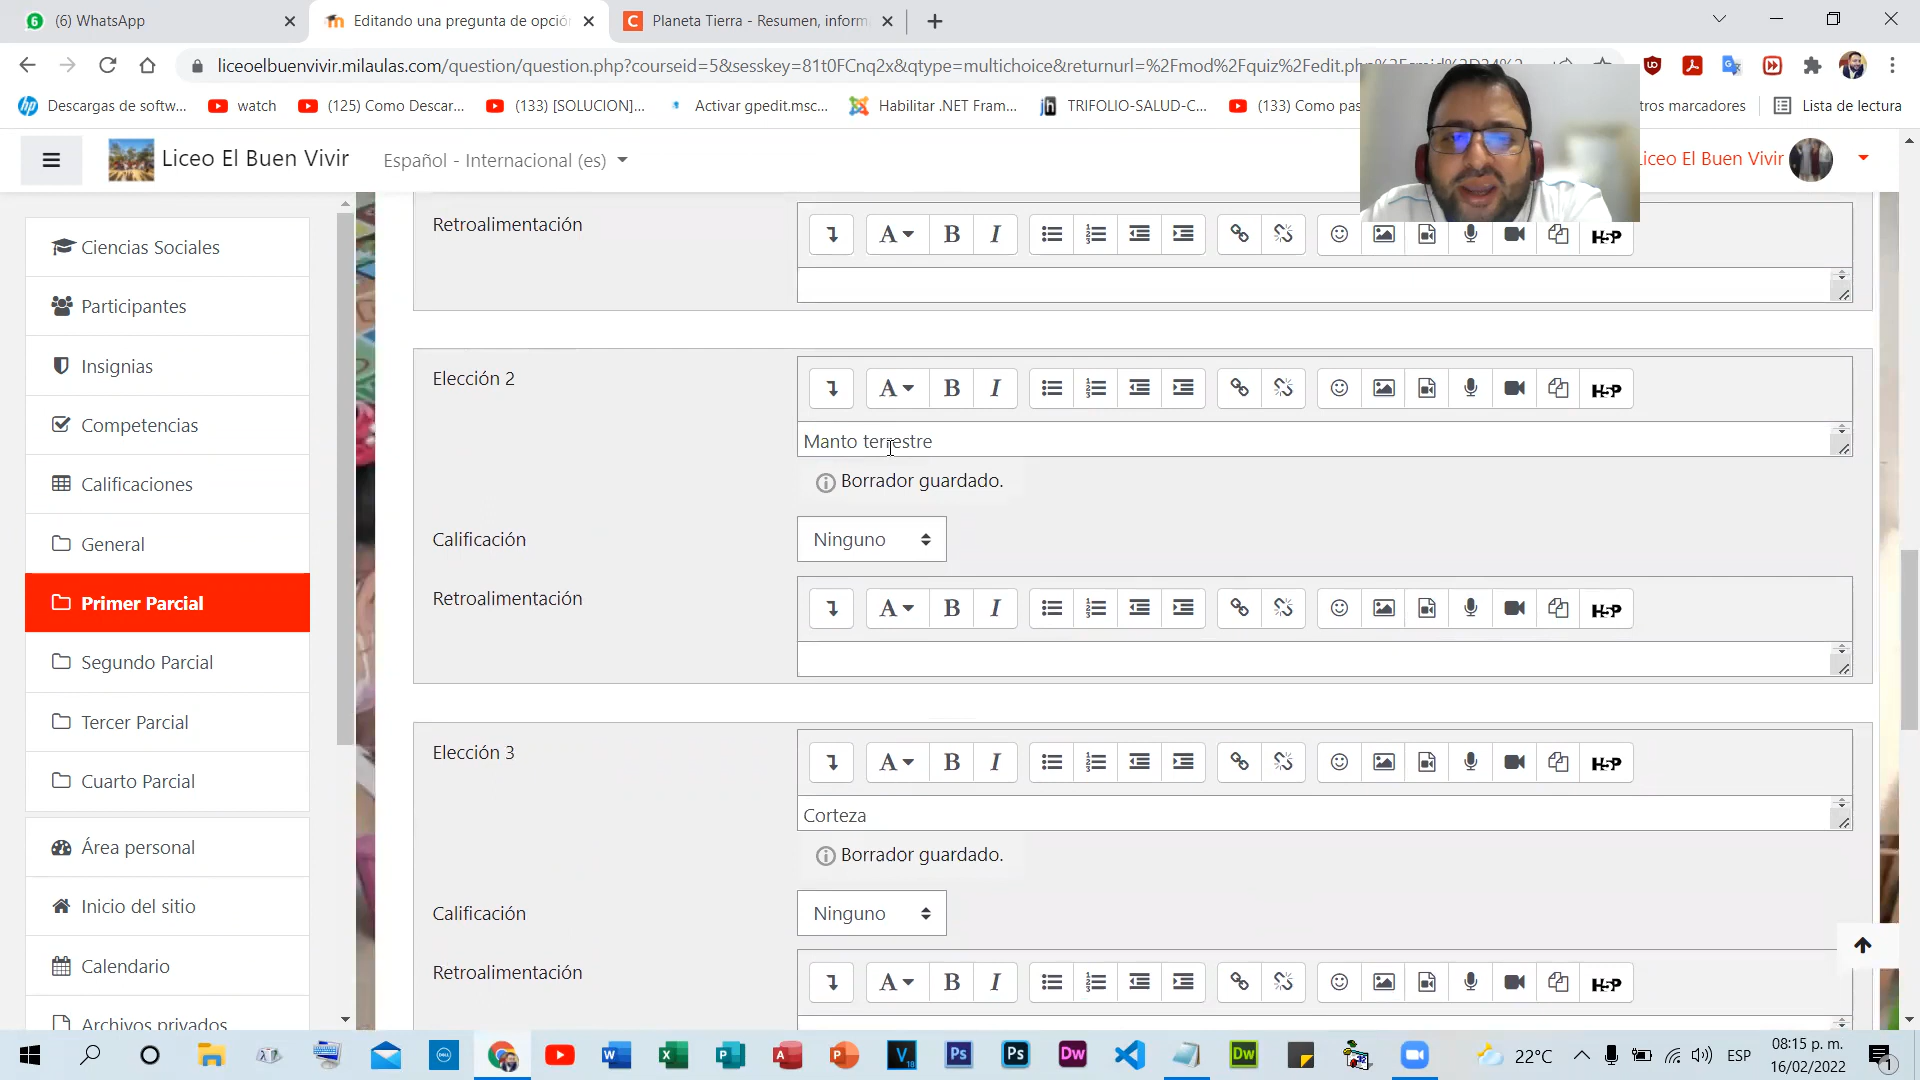 (6) WhatsApp
Editando una pregunta de opció
Planeta Tierra - Resumen, inform
liceoelbuenvivir.milaulas.com/question/question.php?courseid=5&sesskey=81t0FCnq2x&qtype=multichoice&returnurl=%2Fmod%2Fquiz%2Fedit.php
Descargas de softw...
watch
(125) Como Descar...
(133) [SOLUCION]...
Activar gpedit.msc...
Habilitar .NET Fram...
TRIFOLIO-SALUD-C...
(133) Como pas
tros marcadores
Lista de lectura
Liceo El Buen Vivir
Español - Internacional (es)
Liceo El Buen Vivir
Ciencias Sociales
Participantes
Insignias
Competencias
Calificaciones
General
Primer Parcial
Segundo Parcial
Tercer Parcial
Cuarto Parcial
Área personal
Inicio del sitio
Calendario
Archivos privados
Retroalimentación
Elección 2
Manto terrestre
Borrador guardado.
Calificación
Ninguno
Retroalimentación
Elección 3
Corteza
Borrador guardado.
Calificación
Ninguno
Retroalimentación
22°C
ESP
08:15 p. m.
16/02/2022